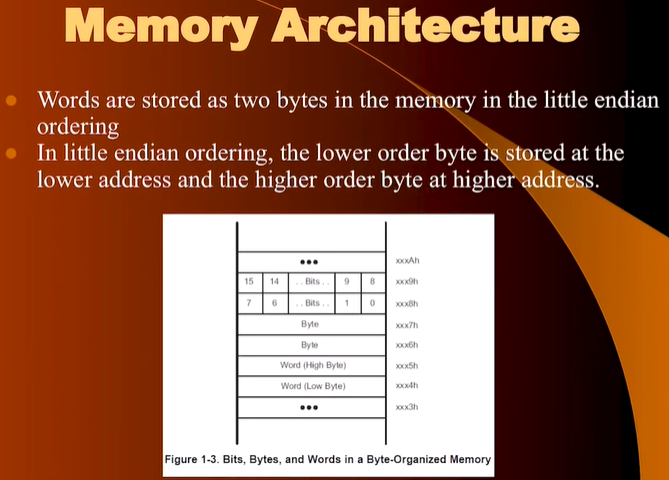 Memory Architecture
Words are stored as two bytes in the memory in the little endian
ordering
In little endian ordering, the lower order byte is stored at the
lower address and the higher order byte at higher address.
••• xxxAh
15 14 . . Bits . . 9 8 xxx9h
7 6 . . Bits . . 1 0 xxx8h
Byte xxx7h
Byte xxx6h
Word (High Byte) xxx5h
Word (Low Byte) xxx4h
••• xxx3h
Figure 1-3. Bits, Bytes, and Words in a Byte-Organized Memory